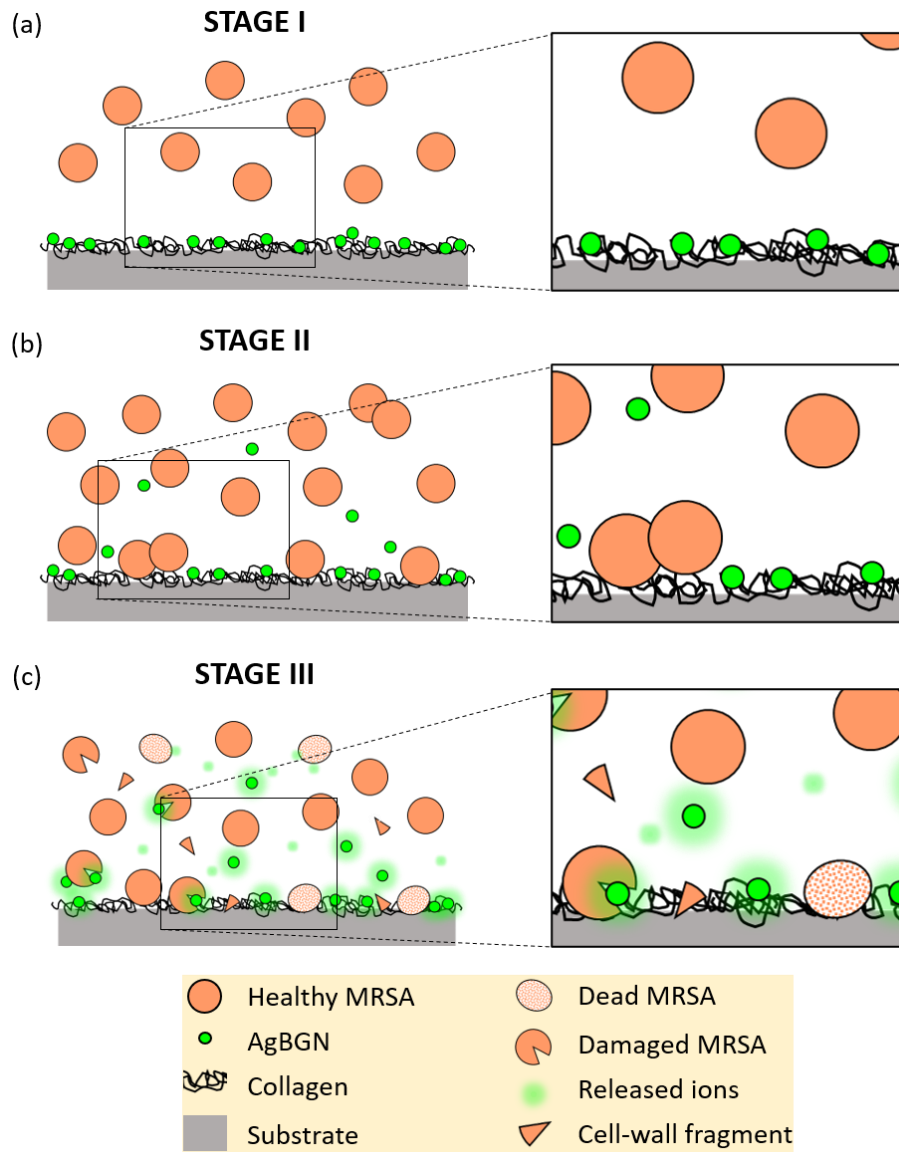 (a)
STAGE I
(b)
STAGE II
(c)
STAGE III
Healthy MRSA
Dead MRSA
AgBGN
Damaged MRSA
Collagen
Released ions
Substrate
Cell-wall fragment